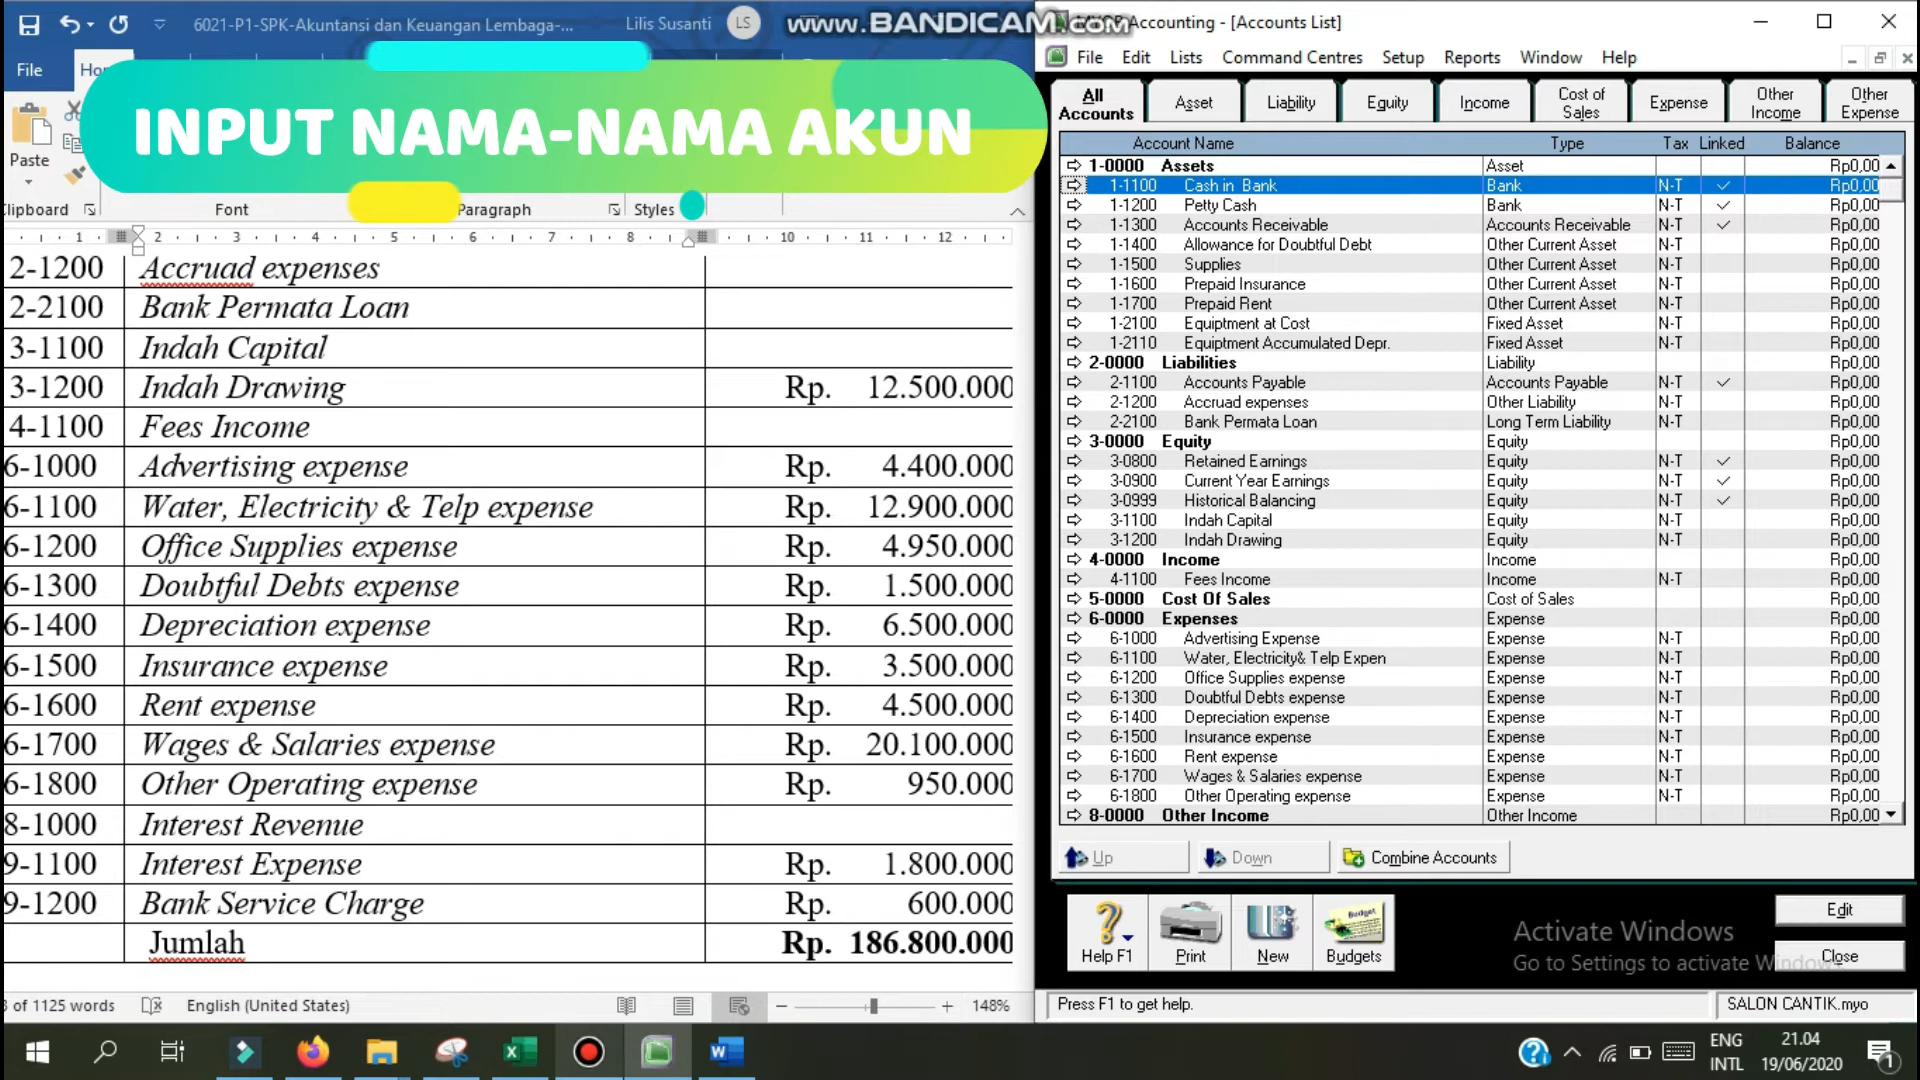 6021-P1-SPK-Akuntansi dan Keuangan Lembaga-...
Lilis Susanti
LS
www.BANDICAM.com
File
INPUT NAMA-NAMA AKUN
Paste
Clipboard
Font
Paragraph
Styles
1 2 3 4 5 6 7 8 10 11 12
2-1200 Accruad expenses
2-2100 Bank Permata Loan
3-1100 Indah Capital
3-1200 Indah Drawing Rp. 12.500.000
4-1100 Fees Income
6-1000 Advertising expense Rp. 4.400.000
6-1100 Water, Electricity & Telp expense Rp. 12.900.000
6-1200 Office Supplies expense Rp. 4.950.000
6-1300 Doubtful Debts expense Rp. 1.500.000
6-1400 Depreciation expense Rp. 6.500.000
6-1500 Insurance expense Rp. 3.500.000
6-1600 Rent expense Rp. 4.500.000
6-1700 Wages & Salaries expense Rp. 20.100.000
6-1800 Other Operating expense Rp. 950.000
8-1000 Interest Revenue
9-1100 Interest Expense Rp. 1.800.000
9-1200 Bank Service Charge Rp. 600.000
Jumlah Rp. 186.800.000
of 1125 words
English (United States)
148%
Accounting - [Accounts List]
File Edit Lists Command Centres Setup Reports Window Help
All Accounts
Asset
Liability
Equity
Income
Cost of Sales
Expense
Other Income
Other Expense
Account Name Type Tax Linked Balance
1-0000 Assets Asset Rp0,00
1-1100 Cash in Bank Bank N-T Rp0,00
1-1200 Petty Cash Bank N-T Rp0,00
1-1300 Accounts Receivable Accounts Receivable N-T Rp0,00
1-1400 Allowance for Doubtful Debt Other Current Asset N-T Rp0,00
1-1500 Supplies Other Current Asset N-T Rp0,00
1-1600 Prepaid Insurance Other Current Asset N-T Rp0,00
1-1700 Prepaid Rent Other Current Asset N-T Rp0,00
1-2100 Equiptment at Cost Fixed Asset N-T Rp0,00
1-2110 Equiptment Accumulated Depr. Fixed Asset N-T Rp0,00
2-0000 Liabilities Liability Rp0,00
2-1100 Accounts Payable Accounts Payable N-T Rp0,00
2-1200 Accruad expenses Other Liability N-T Rp0,00
2-2100 Bank Permata Loan Long Term Liability N-T Rp0,00
3-0000 Equity Equity Rp0,00
3-0800 Retained Earnings Equity N-T Rp0,00
3-0900 Current Year Earnings Equity N-T Rp0,00
3-0999 Historical Balancing Equity N-T Rp0,00
3-1100 Indah Capital Equity N-T Rp0,00
3-1200 Indah Drawing Equity N-T Rp0,00
4-0000 Income Income Rp0,00
4-1100 Fees Income Income N-T Rp0,00
5-0000 Cost Of Sales Cost of Sales Rp0,00
6-0000 Expenses Expense Rp0,00
6-1000 Advertising Expense Expense N-T Rp0,00
6-1100 Water, Electricity& Telp Expen Expense N-T Rp0,00
6-1200 Office Supplies expense Expense N-T Rp0,00
6-1300 Doubtful Debts expense Expense N-T Rp0,00
6-1400 Depreciation expense Expense N-T Rp0,00
6-1500 Insurance expense Expense N-T Rp0,00
6-1600 Rent expense Expense N-T Rp0,00
6-1700 Wages & Salaries expense Expense N-T Rp0,00
6-1800 Other Operating expense Expense N-T Rp0,00
8-0000 Other Income Other Income Rp0,00
Up Down Combine Accounts
Help F1 Print New Budgets
Edit
Close
Activate Windows
Go to Settings to activate Windows.
Press F1 to get help.
SALON CANTIK.myo
ENG
INTL
21.04
19/06/2020
1